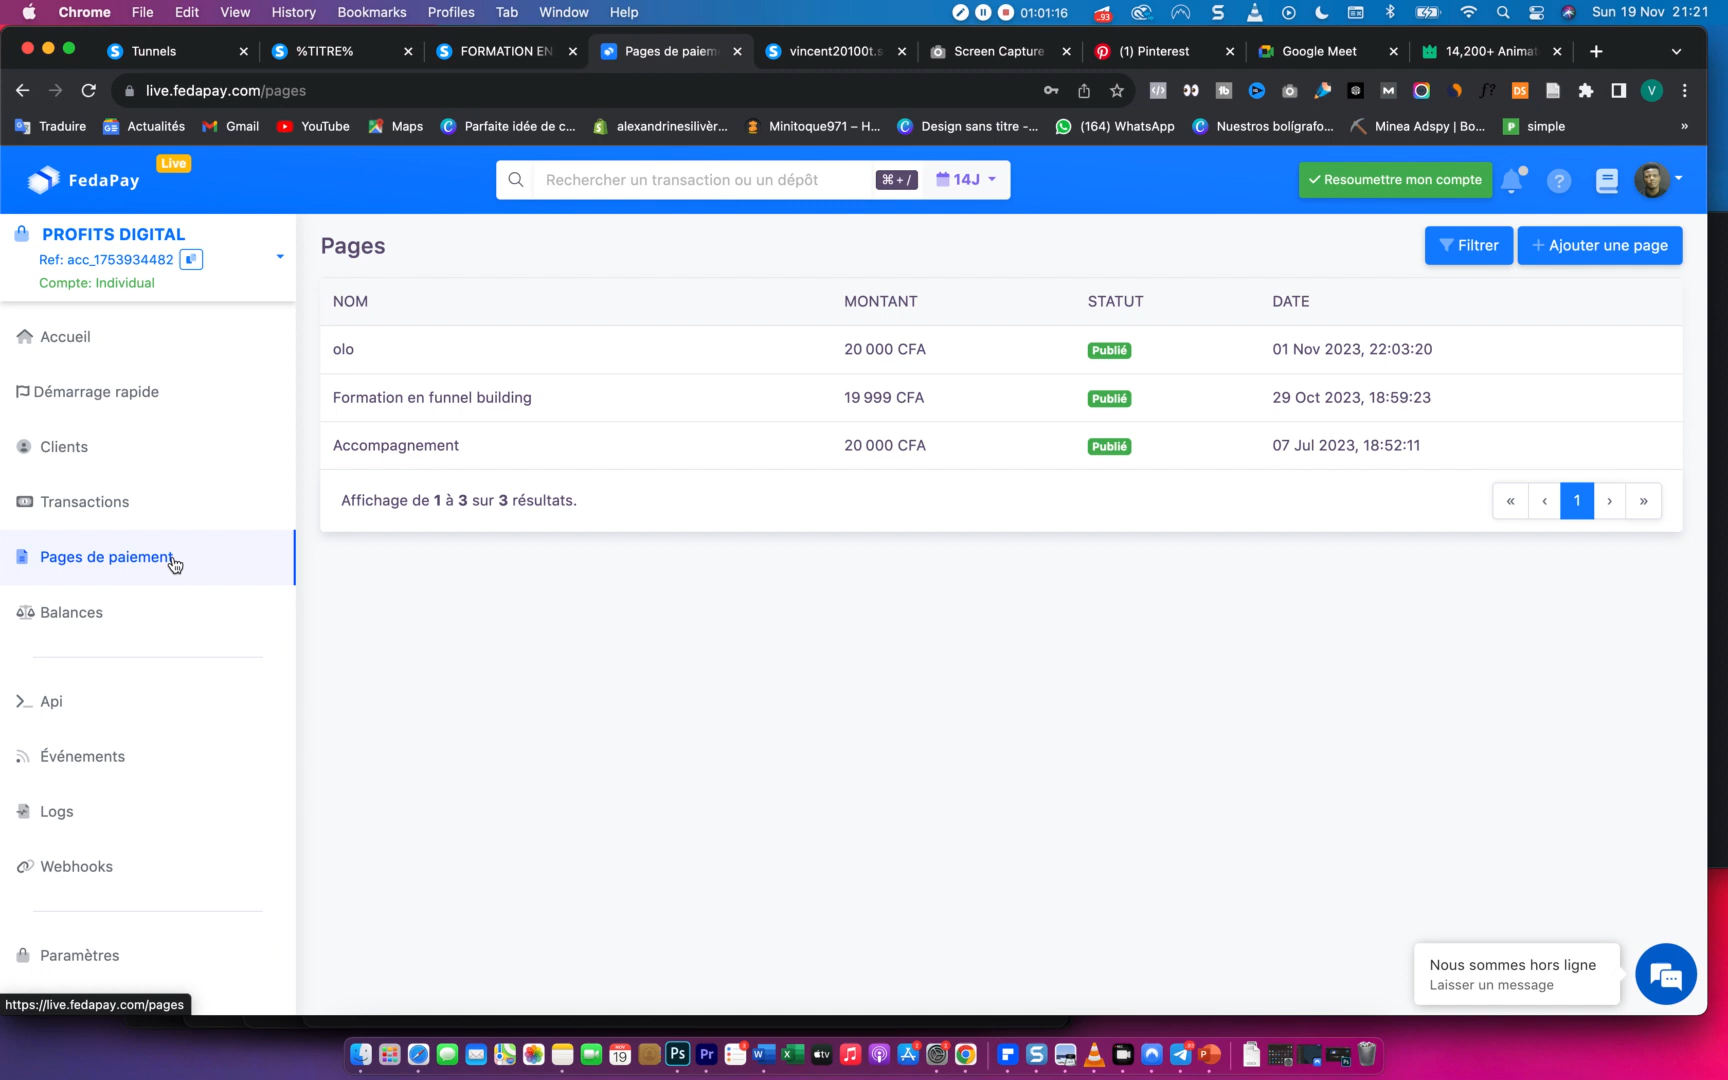 Chrome File Edit View History Bookmarks Profiles Tab Window Help 01:01:16 93 Sun 19 Nov 21:21
Tunnels %TITRE% FORMATION EN Pages de paiem vincent20100t.s Screen Capture (1) Pinterest Google Meet 14,200+ Animat
live.fedapay.com/pages
Traduire Actualités Gmail YouTube Maps Parfaite idée de c... alexandrinesilivèr... Minitoque971 – H... Design sans titre -... (164) WhatsApp Nuestros bolígrafo... Minea Adspy | Bo... simple »
FedaPay Live Rechercher un transaction ou un dépôt ⌘ + / 14J Resoumettre mon compte ?
PROFITS DIGITAL
Ref: acc_1753934482
Compte: Individual
Accueil
Démarrage rapide
Clients
Transactions
Pages de paiement
Balances
Api
Événements
Logs
Webhooks
Paramètres
https://live.fedapay.com/pages
Pages Filtrer + Ajouter une page
NOM MONTANT STATUT DATE
olo 20 000 CFA Publié 01 Nov 2023, 22:03:20
Formation en funnel building 19 999 CFA Publié 29 Oct 2023, 18:59:23
Accompagnement 20 000 CFA Publié 07 Jul 2023, 18:52:11
Affichage de 1 à 3 sur 3 résultats. « ‹ 1 › »
Nous sommes hors ligne
Laisser un message
NOV 19 Ps Pr tv